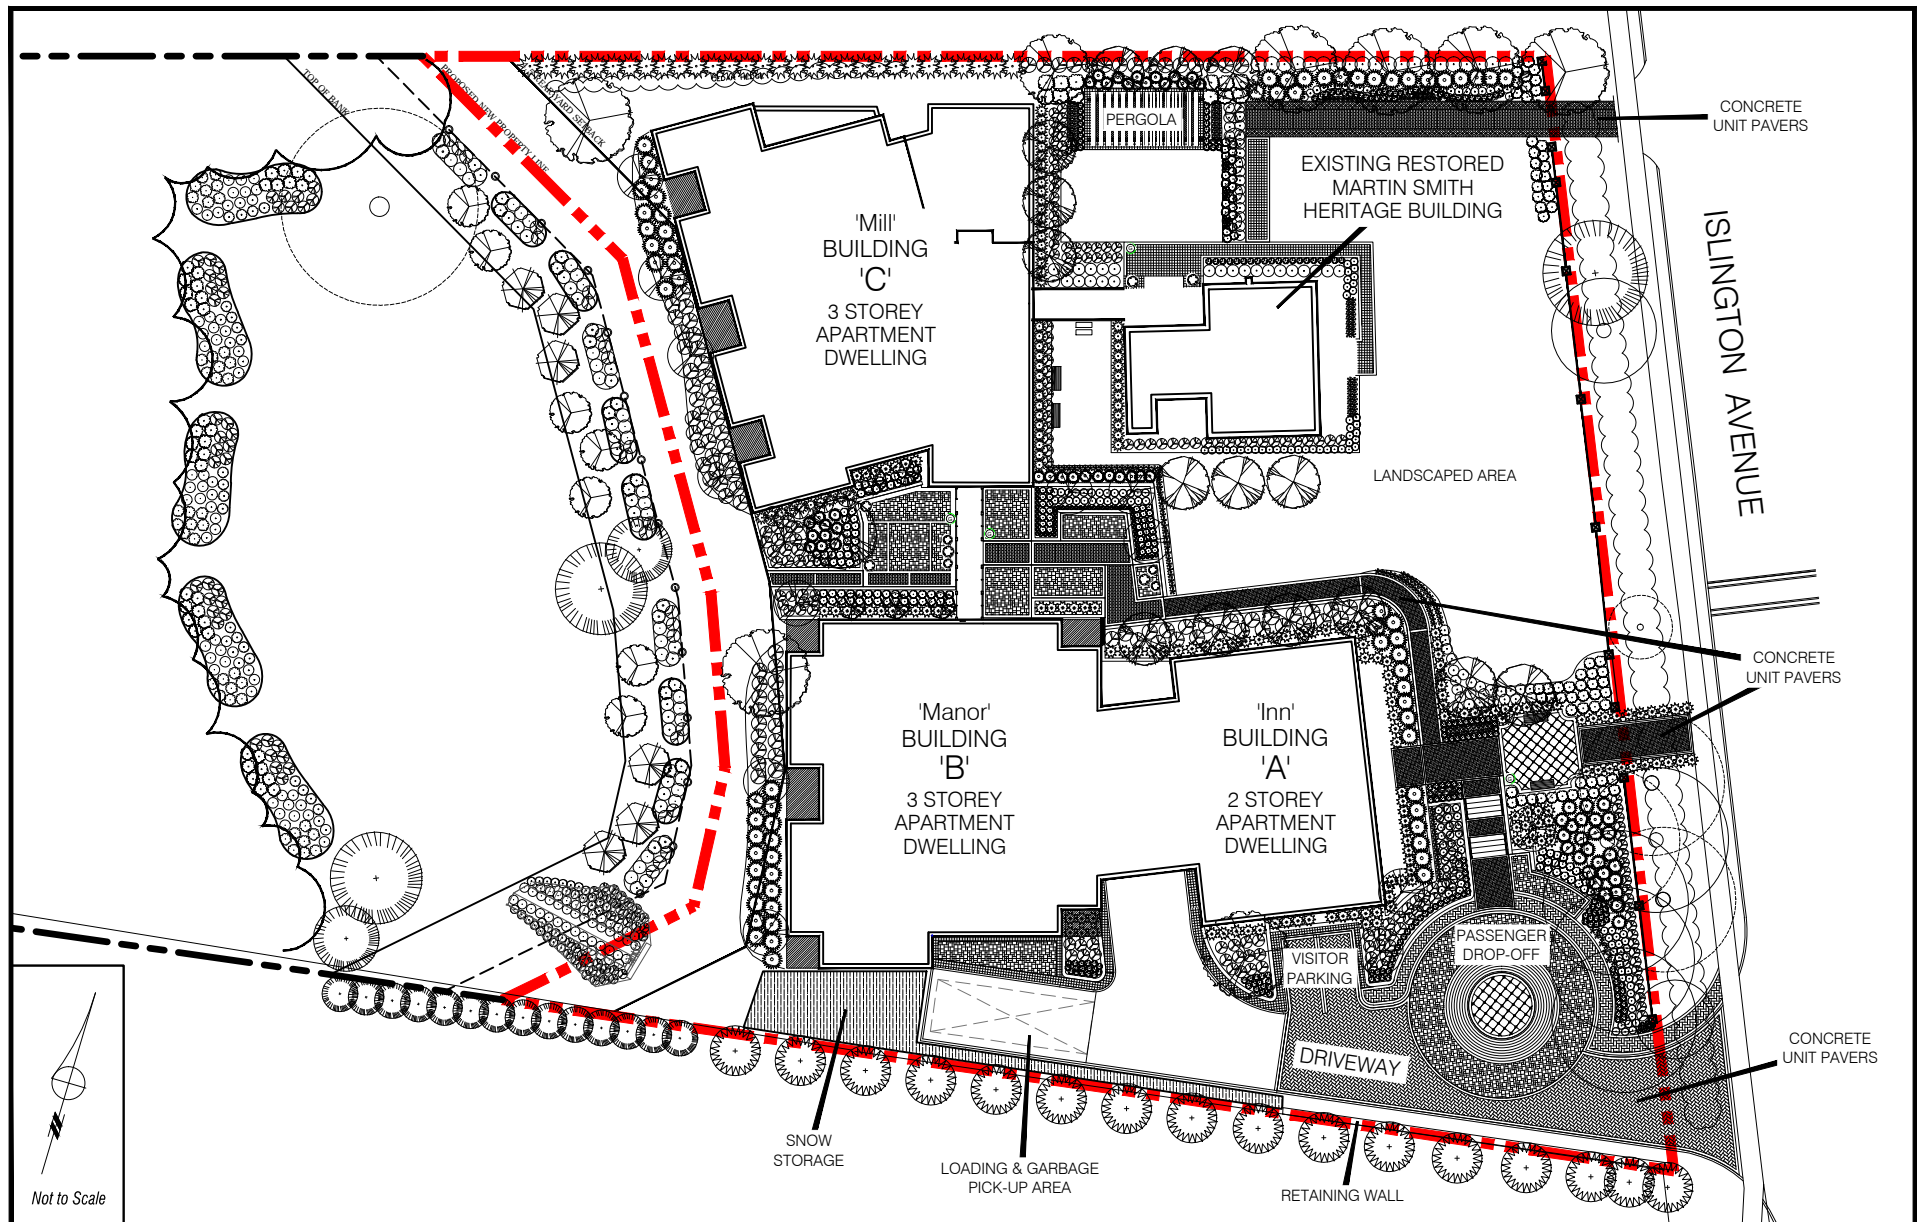 TOP OF BANK
PROPOSED NEW PROPERTY LINE
REARYARD SETBACK
PERGOLA
CONCRETE
UNIT PAVERS
EXISTING RESTORED
MARTIN SMITH
HERITAGE BUILDING
'Mill'
BUILDING
'C'
3 STOREY
APARTMENT
DWELLING
ISLINGTON AVENUE
LANDSCAPED AREA
CONCRETE
UNIT PAVERS
'Manor'
BUILDING
'B'
3 STOREY
APARTMENT
DWELLING
'Inn'
BUILDING
'A'
2 STOREY
APARTMENT
DWELLING
PASSENGER
DROP-OFF
VISITOR
PARKING
DRIVEWAY
CONCRETE
UNIT PAVERS
SNOW
STORAGE
LOADING & GARBAGE
PICK-UP AREA
RETAINING WALL
Not to Scale